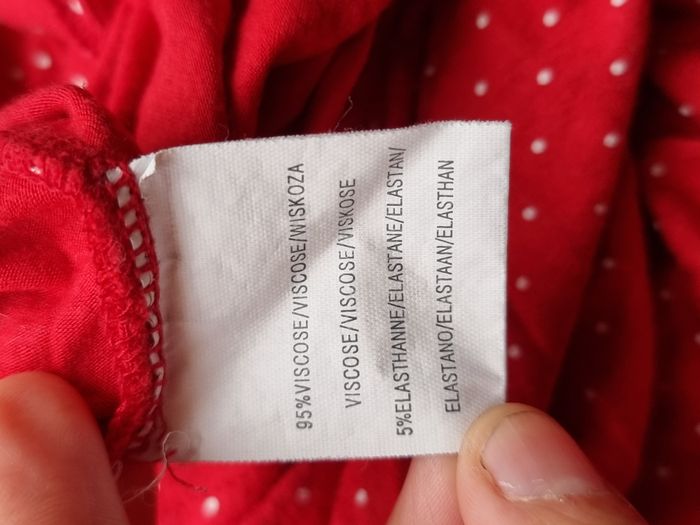 95%VISCOSE/VISCOSE/WISKOZA
VISCOSE/VISCOSE/VISKOSE
5%ELASTHANNE/ELASTANE/ELASTAN/
ELASTANO/ELASTAAN/ELASTHAN